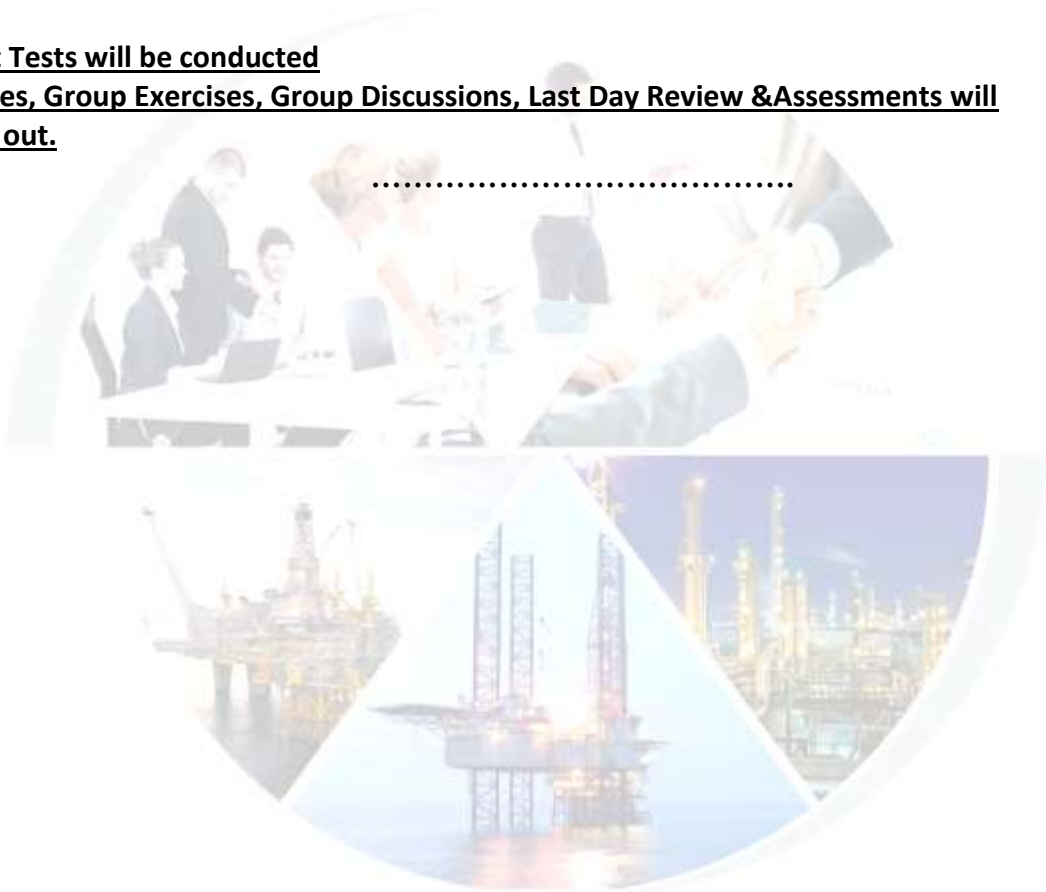 Tests will be conducted
es, Group Exercises, Group Discussions, Last Day Review &Assessments will
out.
……………………………………..